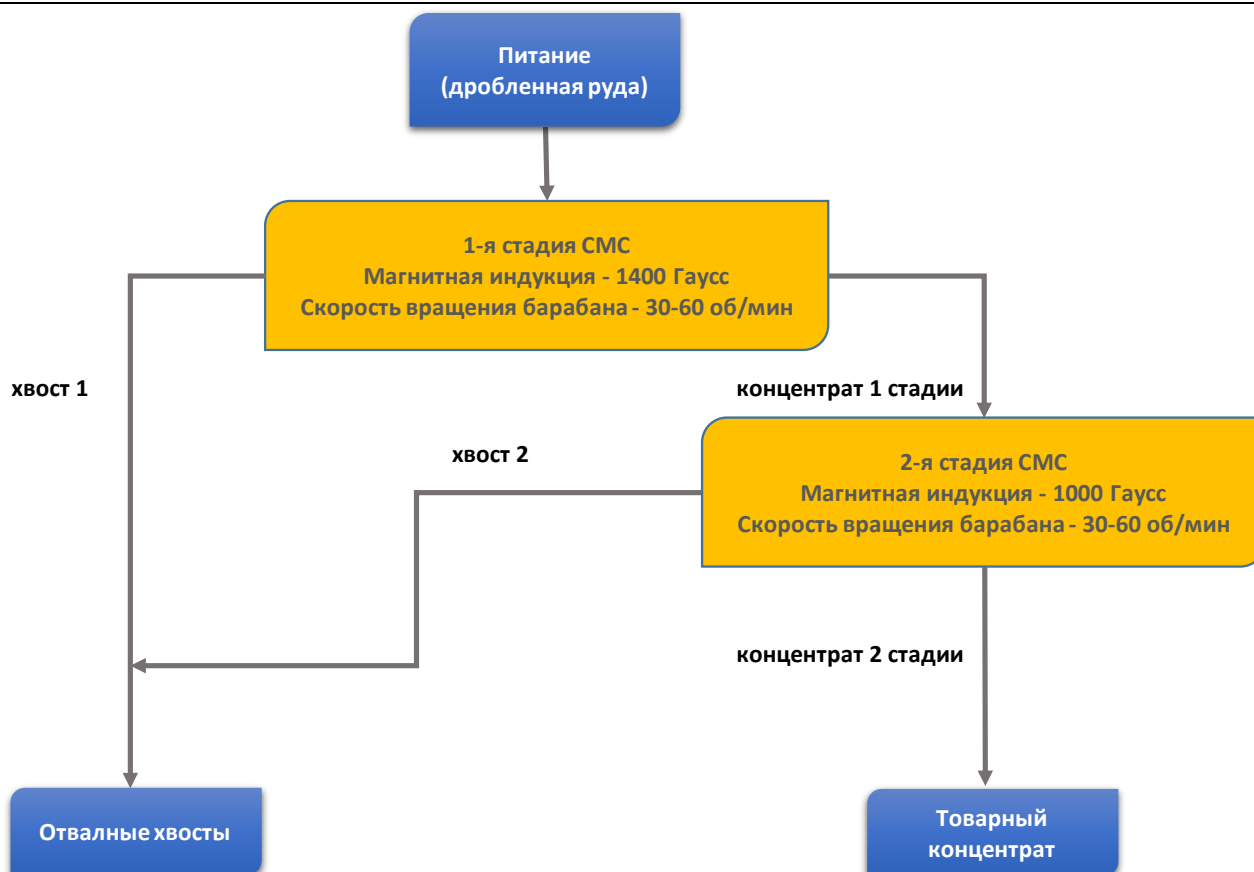 Питание
(дробленная руда)
1-я стадия СМС
Магнитная индукция - 1400 Гаусс
Скорость вращения барабана - 30-60 об/мин
хвост 1
концентрат 1 стадии
хвост 2
2-я стадия СМС
Магнитная индукция - 1000 Гаусс
Скорость вращения барабана - 30-60 об/мин
концентрат 2 стадии
Отвалные хвосты
Товарный
концентрат